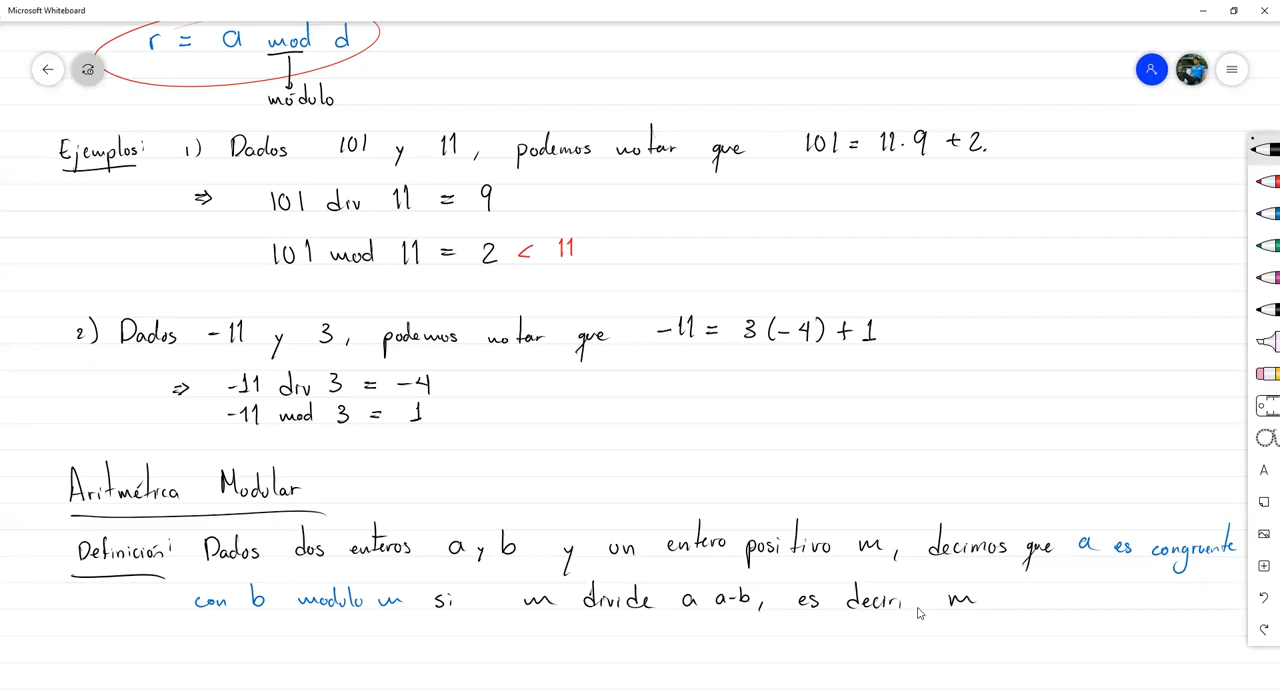 Microsoft Whiteboard
r = a mod d
módulo
Ejemplos: 1) Dados 101 y 11, podemos notar que 101 = 11·9 + 2.
⇒ 101 div 11 = 9
101 mod 11 = 2 < 11
2) Dados -11 y 3, podemos notar que -11 = 3(-4) + 1
⇒ -11 div 3 = -4
-11 mod 3 = 1
Aritmétrica Modular
Definición: Dados dos enteros a y b y un entero positivo m, decimos que a es congruente
con b modulo m si m divide a a-b, es decir, m